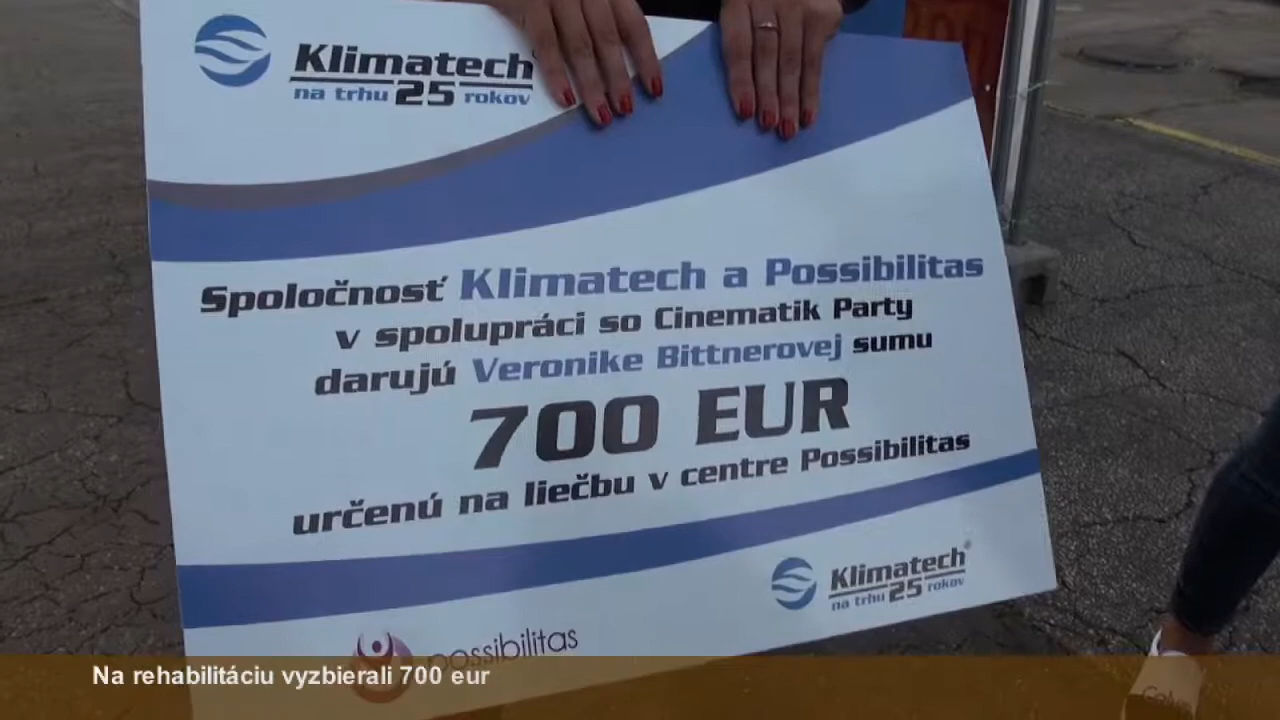 Klimatech
na trhu 25 rokov
Spoločnosť Klimatech a Possibilitas
v spolupráci so Cinematik Party
darujú Veronike Bittnerovej sumu
700 EUR
určenú na liečbu v centre Possibilitas
Klimatech®
na trhu 25 rokov
possibilitas
Na rehabilitáciu vyzbierali 700 eur